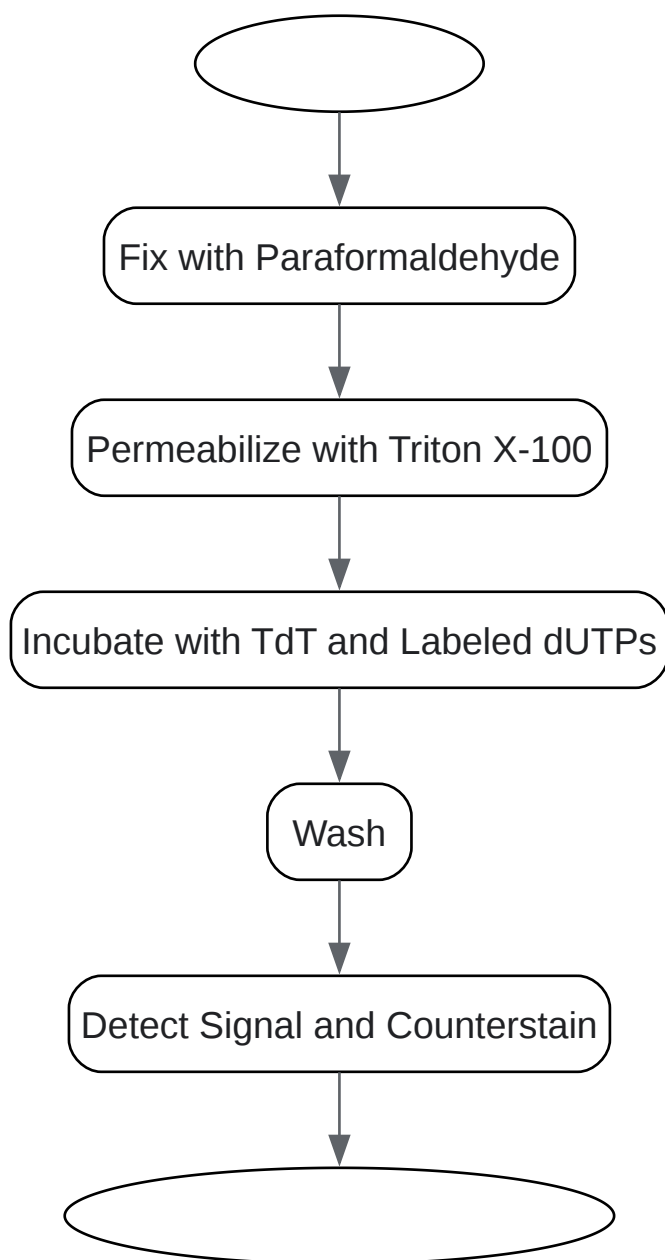 Fix with Paraformaldehyde
Permeabilize with Triton X-100
Incubate with TdT and Labeled dUTPs
Wash
Detect Signal and Counterstain